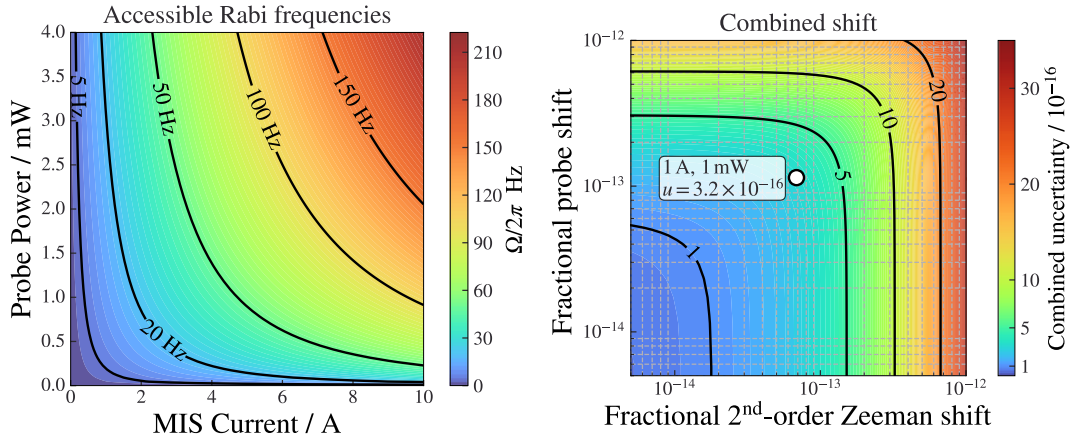 Accessible Rabi frequencies
Probe Power / mW
4.0
3.5
3.0
2.5
2.0
1.5
1.0
0.5
0.0
5 Hz
50 Hz
100 Hz
150 Hz
20 Hz
0
2
4
6
8
10
MIS Current / A
210
180
150
120
90
60
30
0
Ω/2π Hz
Combined shift
Fractional probe shift
10⁻¹²
10⁻¹³
10⁻¹⁴
20
10
5
1
1 A, 1 mW
u = 3.2 × 10⁻¹⁶
10⁻¹⁴
10⁻¹³
10⁻¹²
Fractional 2ⁿᵈ-order Zeeman shift
30
20
10
5
1
Combined uncertainty / 10⁻¹⁶